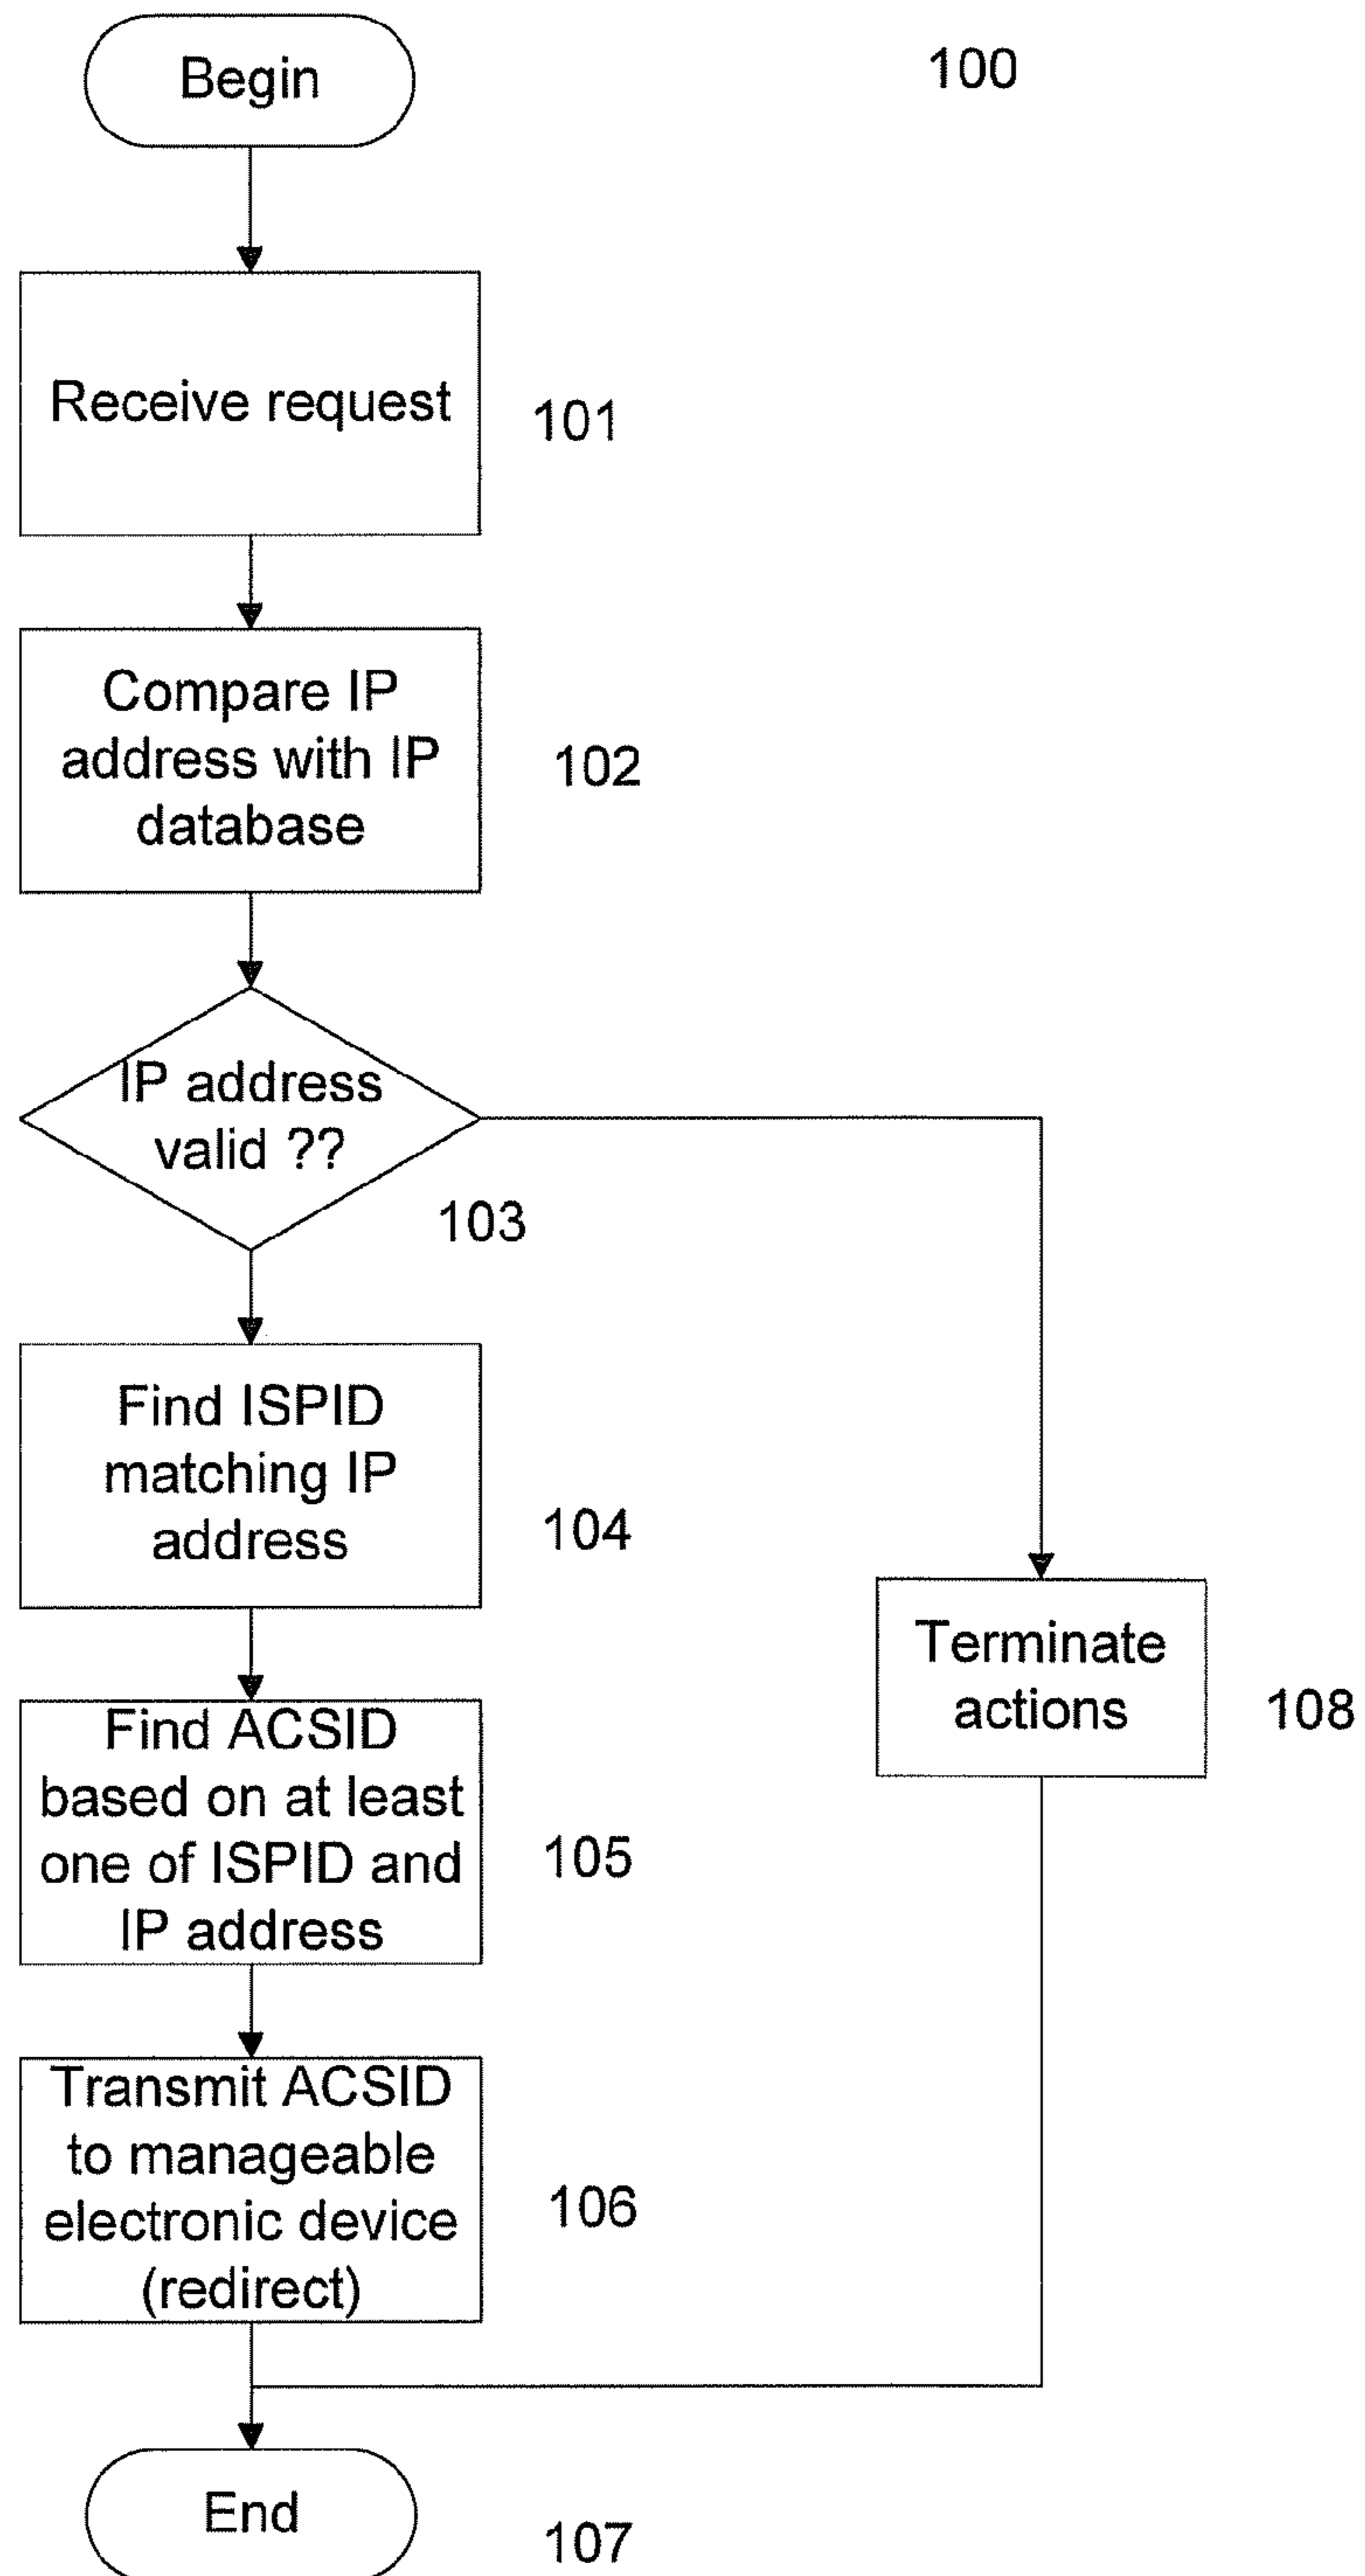 Begin
100
Receive request
101
Compare IP
address with IP
database
102
IP address
valid ??
103
Find ISPID
matching IP
address
104
Terminate
actions
108
Find ACSID
based on at least
one of ISPID and
IP address
105
Transmit ACSID
to manageable
electronic device
(redirect)
106
End
107